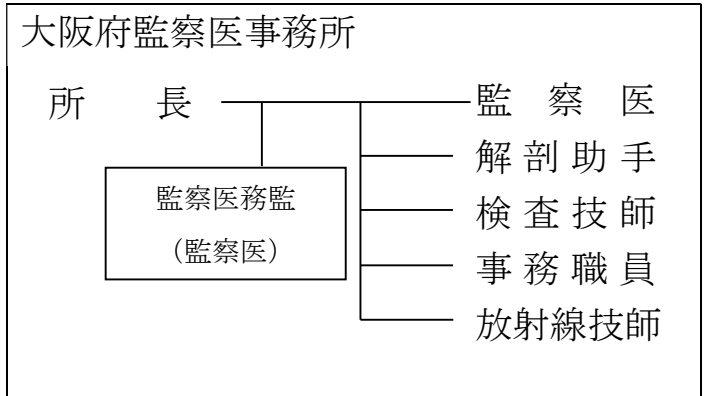 大阪府監察医事務所
所　長
監察医
解剖助手
検査技師
事務職員
放射線技師
監察医務監
（監察医）